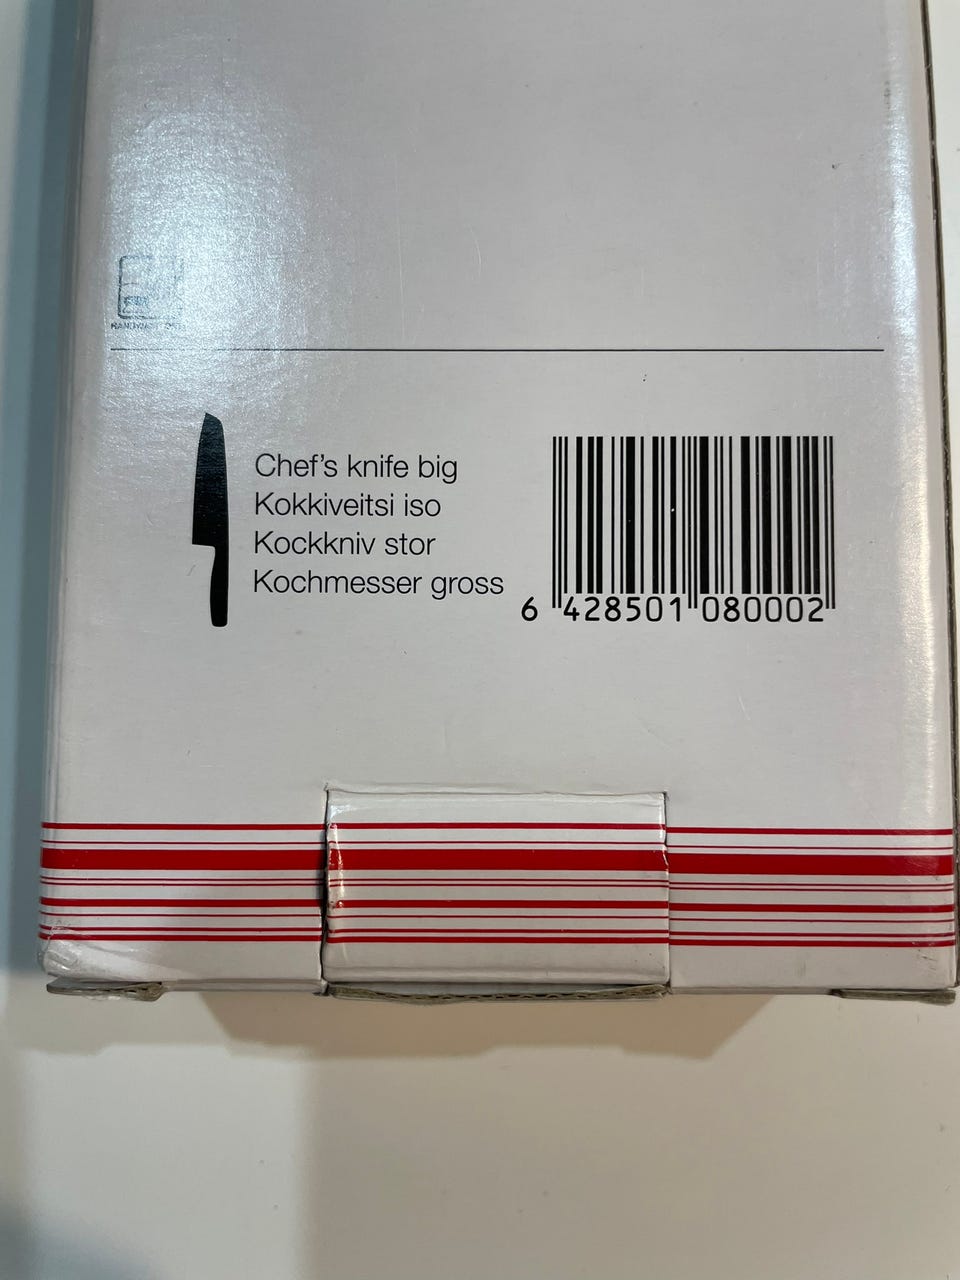 Chef's knife big
Kokkiveitsi iso
Kockkniv stor
Kochmesser gross
6 428501 080002